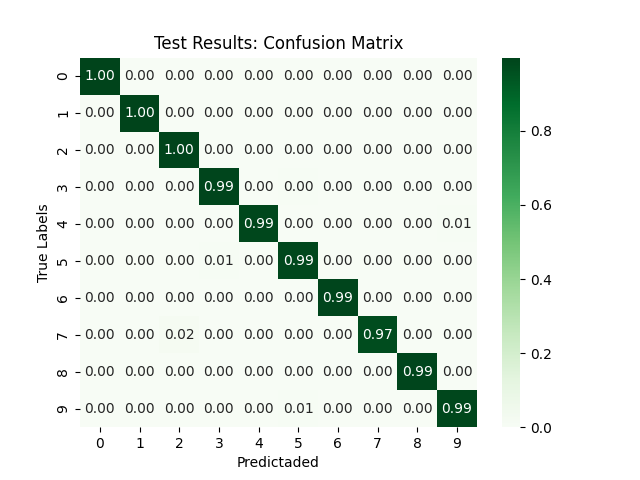 Test Results: Confusion Matrix
True Labels
0 1.00 0.00 0.00 0.00 0.00 0.00 0.00 0.00 0.00 0.00
1 0.00 1.00 0.00 0.00 0.00 0.00 0.00 0.00 0.00 0.00
2 0.00 0.00 1.00 0.00 0.00 0.00 0.00 0.00 0.00 0.00
3 0.00 0.00 0.00 0.99 0.00 0.00 0.00 0.00 0.00 0.00
4 0.00 0.00 0.00 0.00 0.99 0.00 0.00 0.00 0.00 0.01
5 0.00 0.00 0.00 0.01 0.00 0.99 0.00 0.00 0.00 0.00
6 0.00 0.00 0.00 0.00 0.00 0.00 0.99 0.00 0.00 0.00
7 0.00 0.00 0.02 0.00 0.00 0.00 0.00 0.97 0.00 0.00
8 0.00 0.00 0.00 0.00 0.00 0.00 0.00 0.00 0.99 0.00
9 0.00 0.00 0.00 0.00 0.00 0.01 0.00 0.00 0.00 0.99
0 1 2 3 4 5 6 7 8 9
Predictaded
0.8
0.6
0.4
0.2
0.0